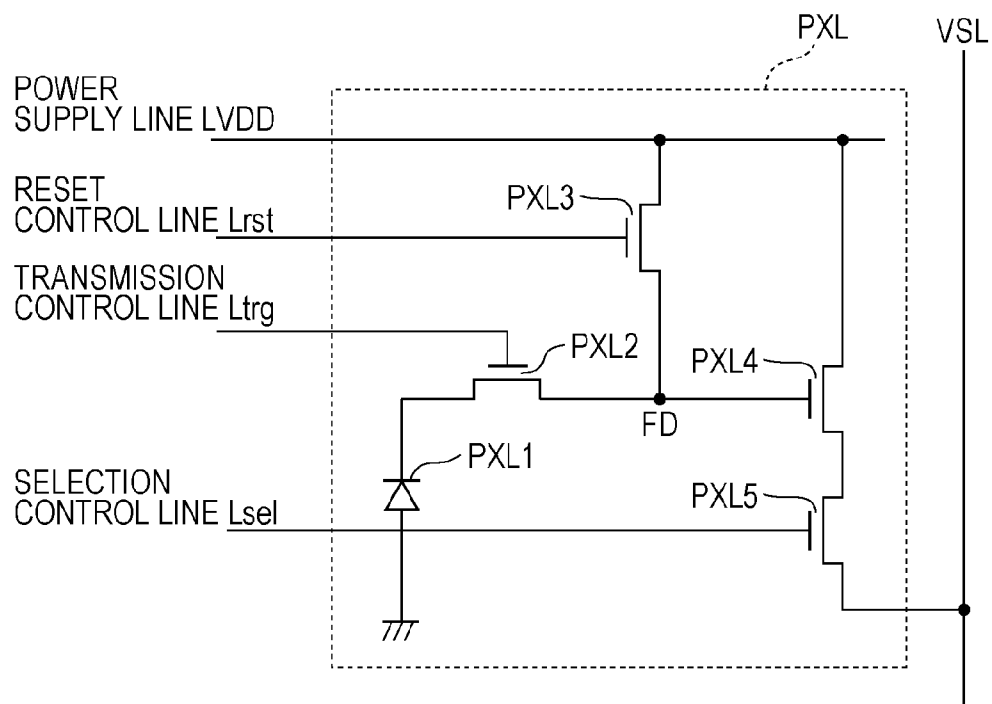 PXL
VSL
POWER
SUPPLY LINE LVDD
RESET
CONTROL LINE Lrst
PXL3
TRANSMISSION
CONTROL LINE Ltrg
PXL2
PXL4
FD
PXL1
SELECTION
CONTROL LINE Lsel
PXL5